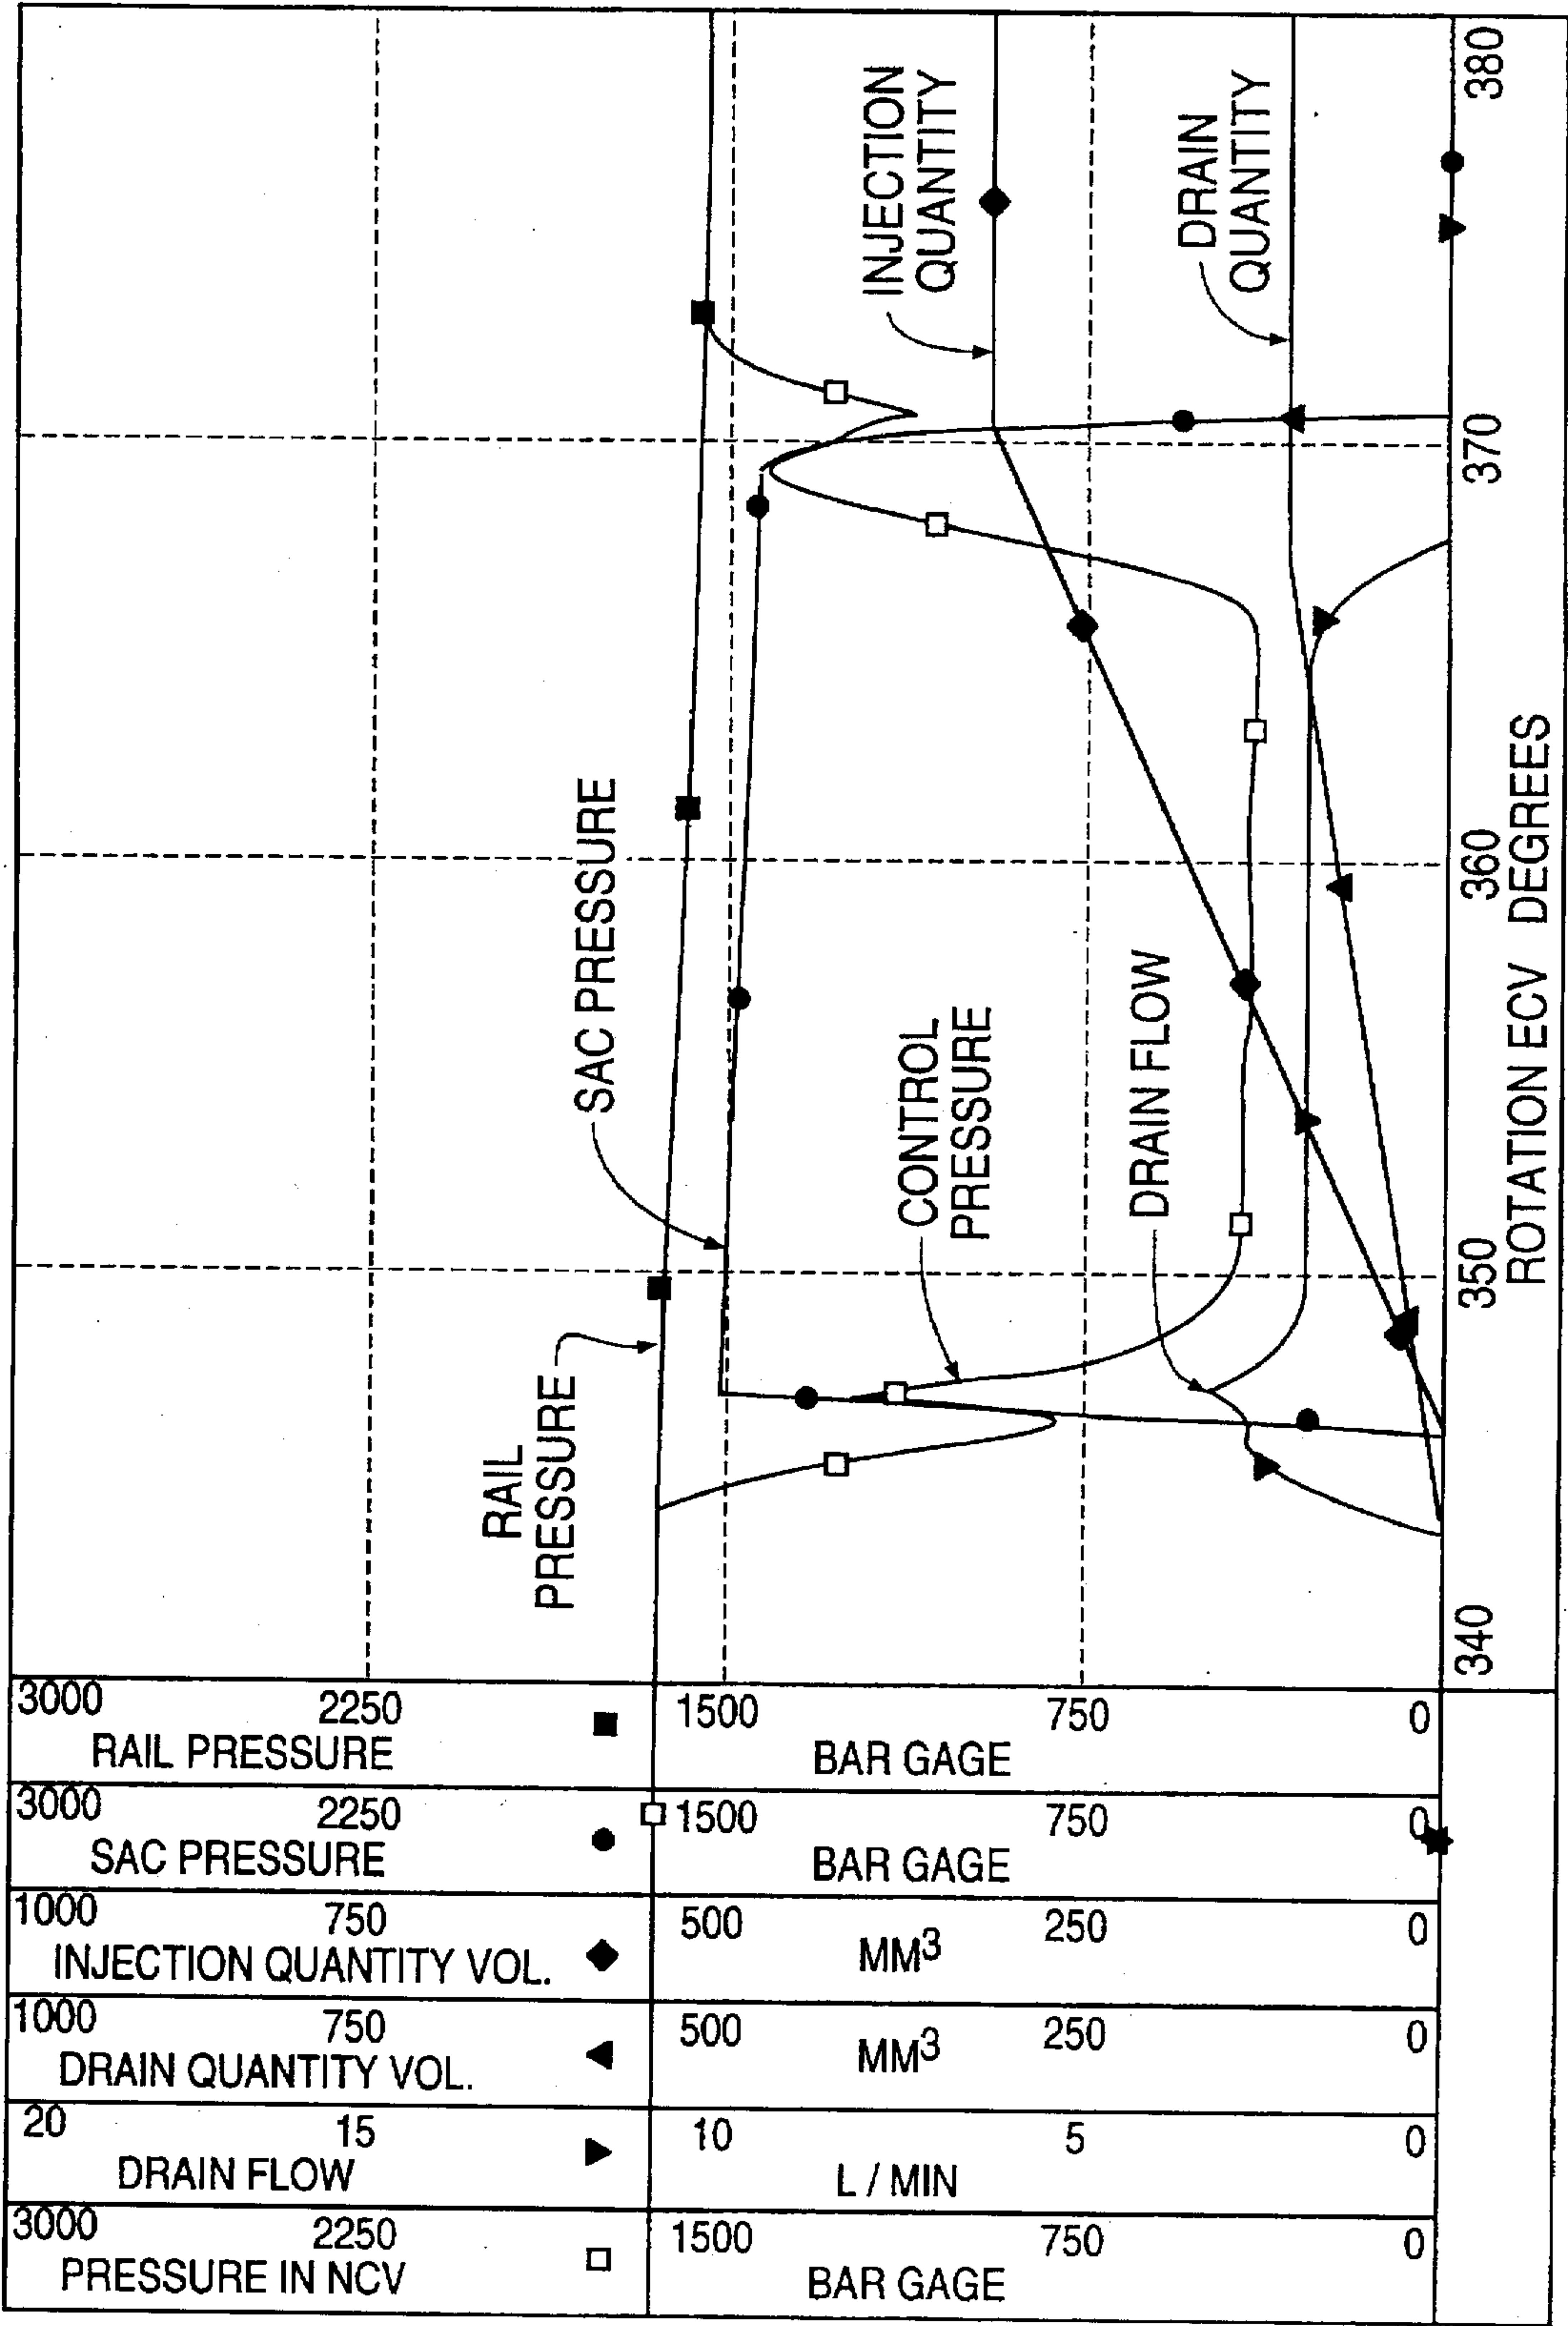 380
370
360
350
340
ROTATION ECV DEGREES
INJECTION
QUANTITY
DRAIN
QUANTITY
SAC PRESSURE
CONTROL
PRESSURE
DRAIN FLOW
RAIL
PRESSURE
3000 2250 1500 750 0
RAIL PRESSURE BAR GAGE
3000 2250 1500 750 0
SAC PRESSURE BAR GAGE
1000 750 500 250 0
INJECTION QUANTITY VOL. MM³
1000 750 500 250 0
DRAIN QUANTITY VOL. MM³
20 15 10 5 0
DRAIN FLOW L / MIN
3000 2250 1500 750 0
PRESSURE IN NCV BAR GAGE